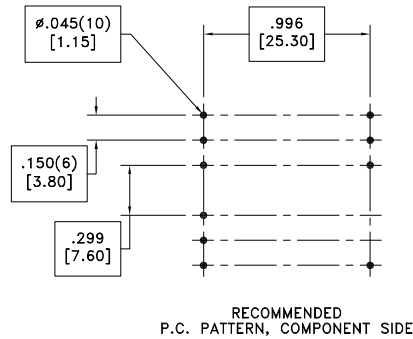 ø.045(10)
[1.15]
.996
[25.30]
.150(6)
[3.80]
.299
[7.60]
RECOMMENDED
P.C. PATTERN, COMPONENT SIDE